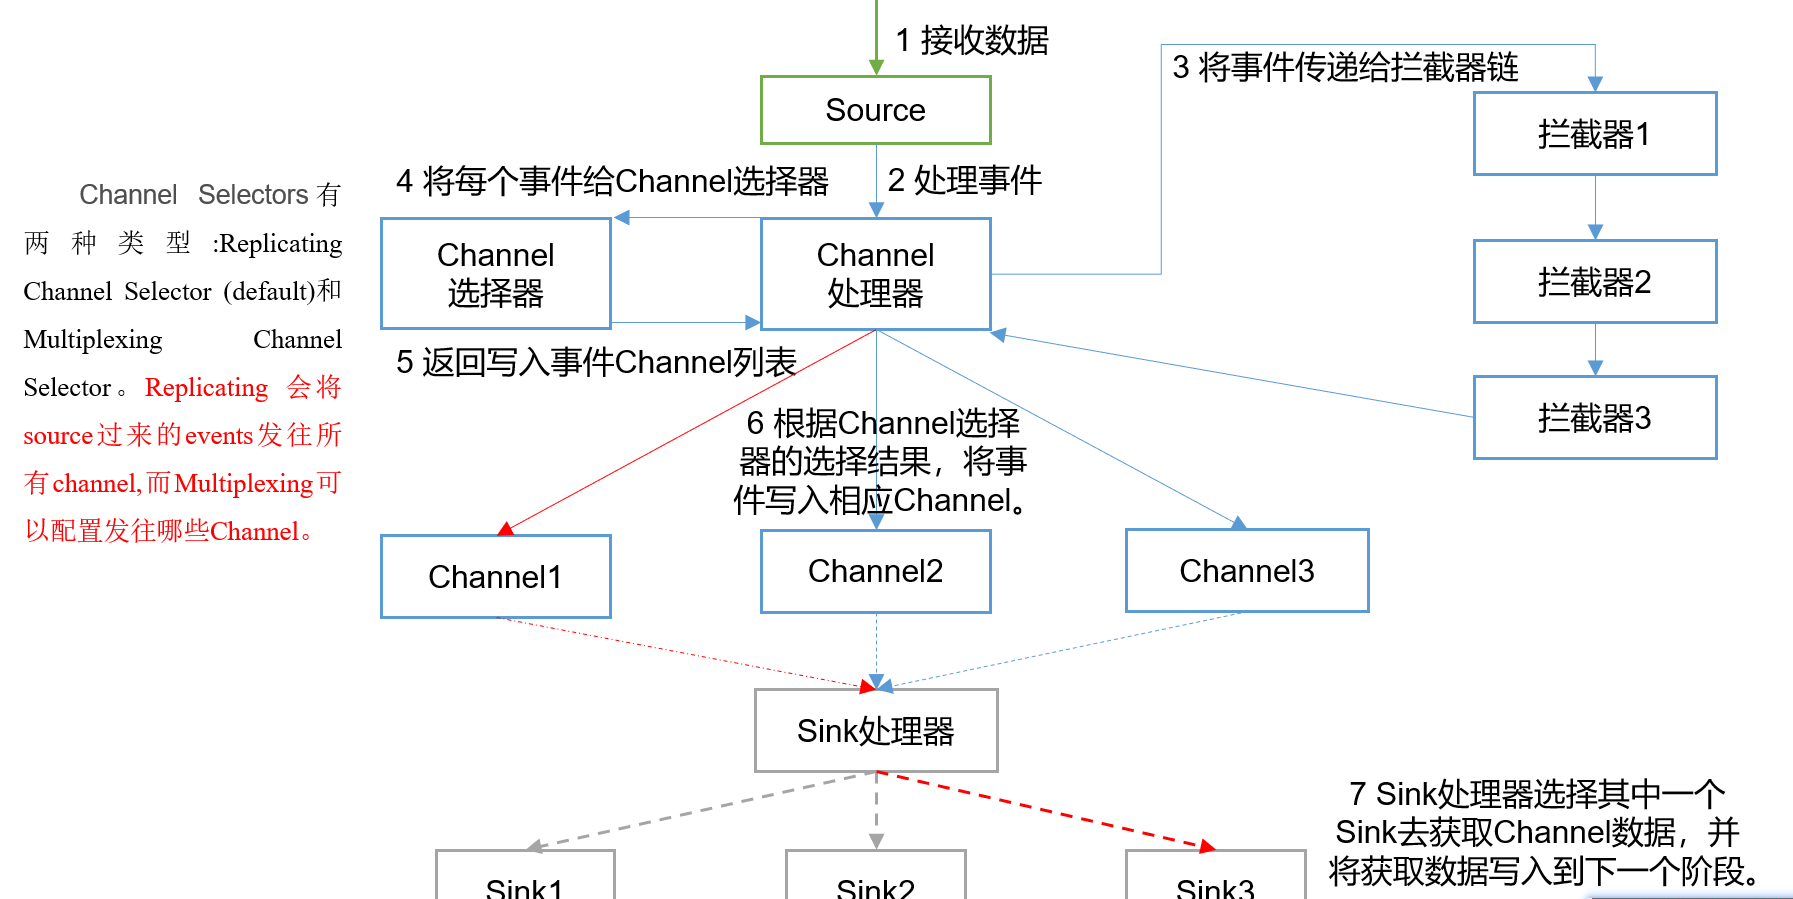 1 接收数据
3 将事件传递给拦截器链
Source
拦截器1
4 将每个事件给Channel选择器
2 处理事件
Channel Selectors有
两种类型:Replicating
Channel Selector (default)和
Multiplexing Channel
Selector。Replicating 会将
source过来的events发往所
有channel,而Multiplexing可
以配置发往哪些Channel。
Channel
选择器
Channel
处理器
拦截器2
5 返回写入事件Channel列表
拦截器3
6 根据Channel选择
器的选择结果，将事
件写入相应Channel。
Channel1
Channel2
Channel3
Sink处理器
7 Sink处理器选择其中一个
Sink去获取Channel数据，并
将获取数据写入到下一个阶段。
Sink1
Sink2
Sink3